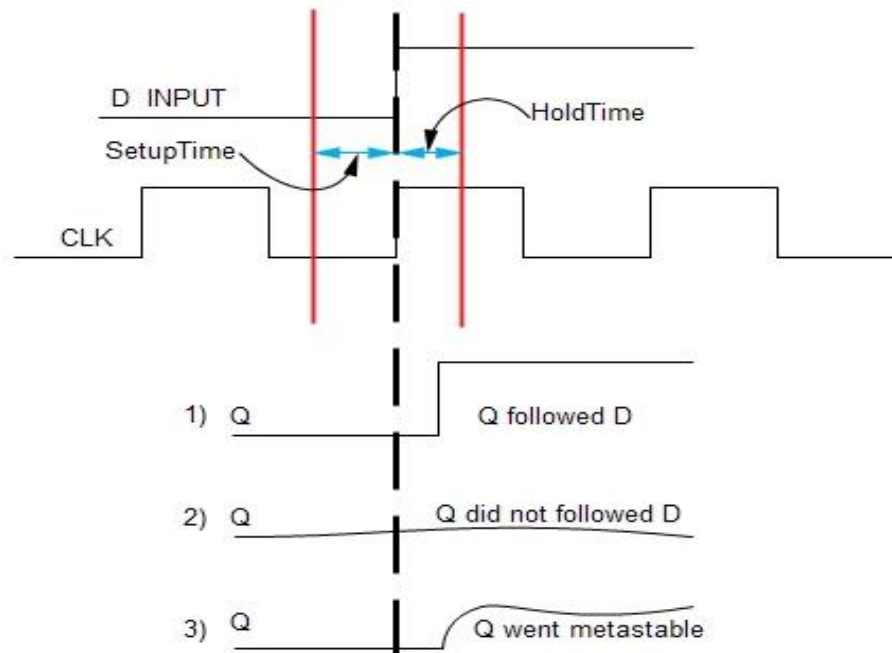 D INPUT
HoldTime
SetupTime
CLK
1) Q
Q followed D
2) Q
Q did not followed D
3) Q
Q went metastable